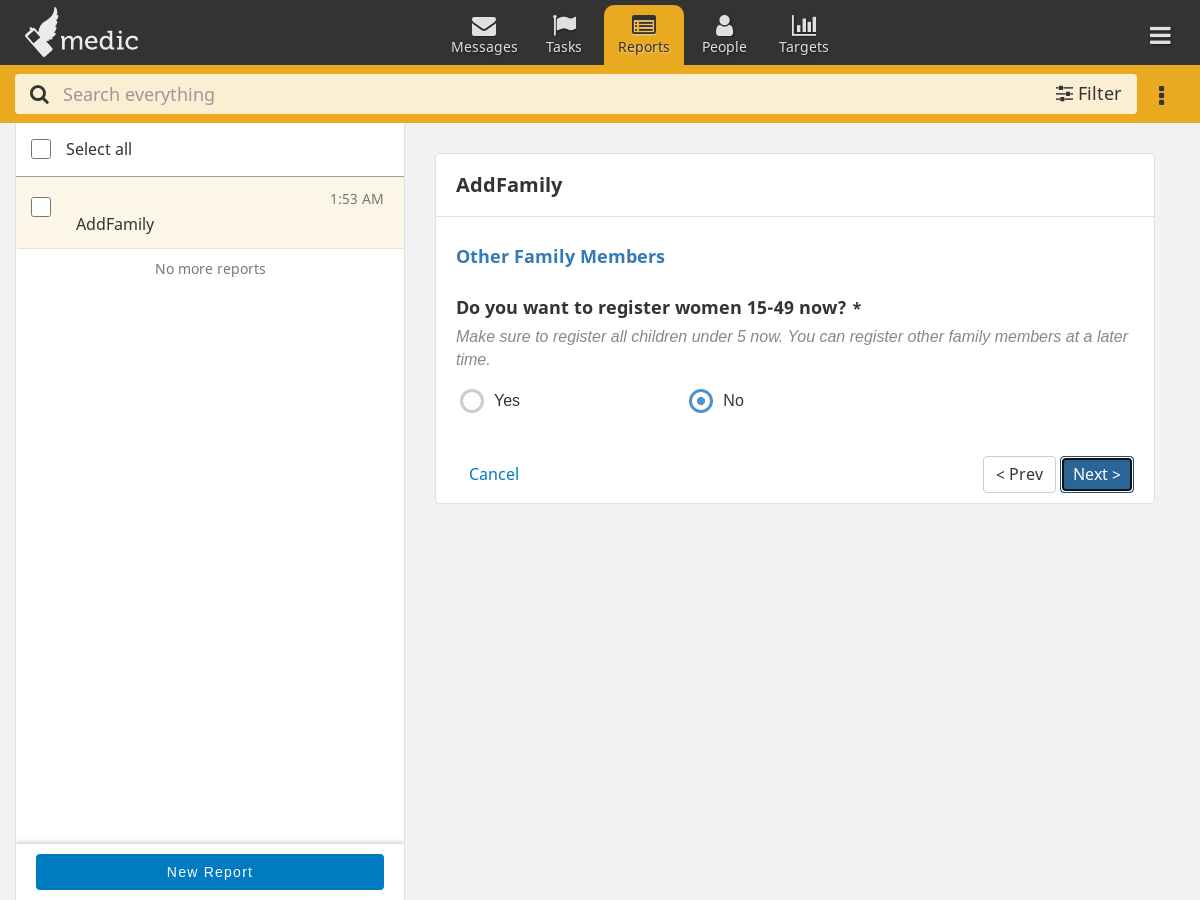 medic
Messages
Tasks
Reports
People
Targets
Search everything
Filter
Select all
1:53 AM
AddFamily
No more reports
New Report
AddFamily
Other Family Members
Do you want to register women 15-49 now? *
Make sure to register all children under 5 now. You can register other family members at a later
time.
Yes
No
Cancel
< Prev
Next >